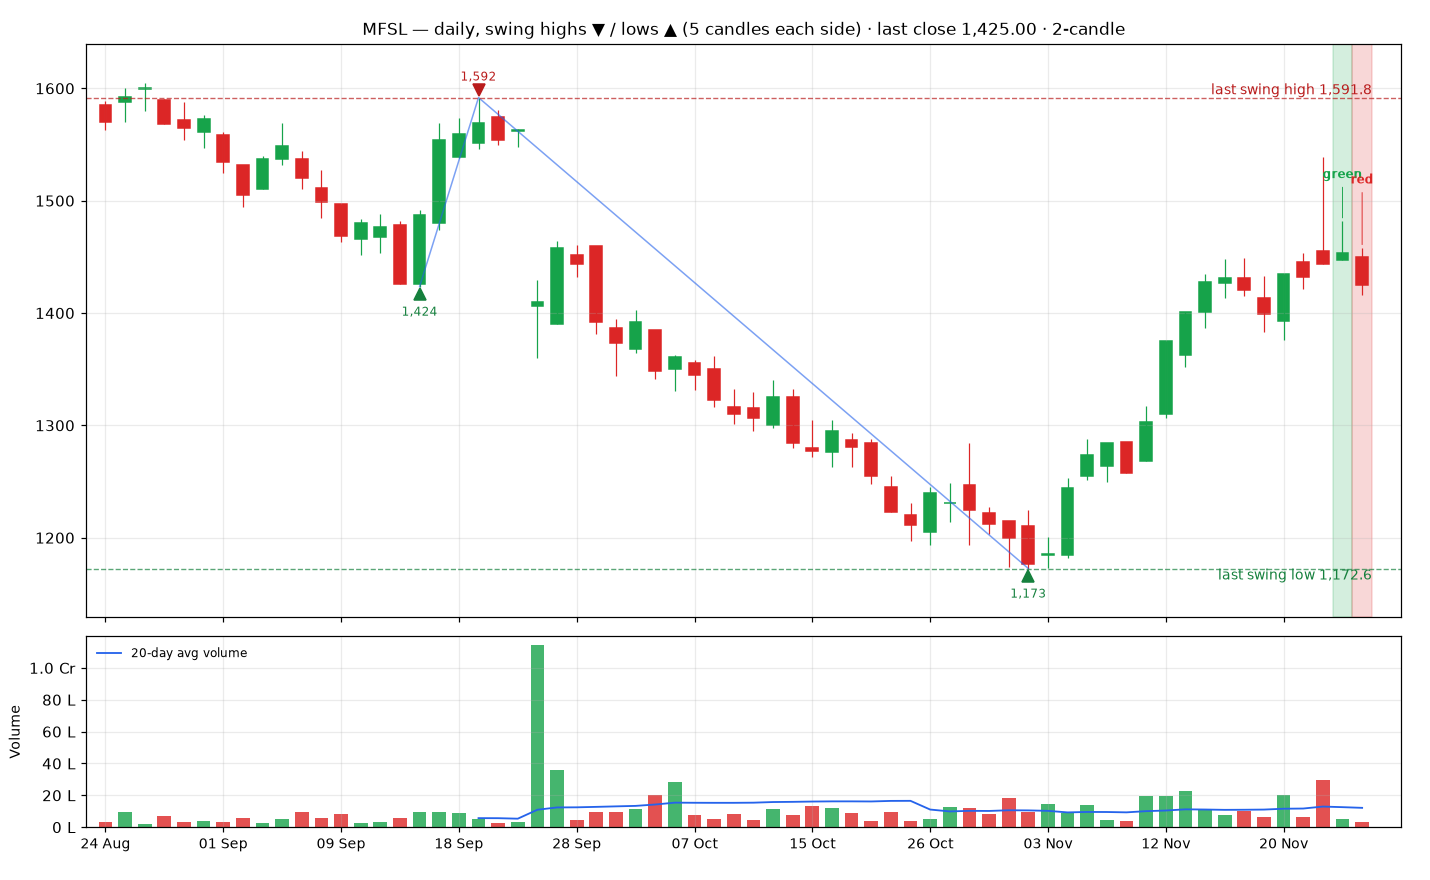 MFSL — daily, swing highs ▼ / lows ▲ (5 candles each side) · last close 1,425.00 · 2-candle
1600
1500
1400
1300
1200
1,592
1,424
1,173
last swing high 1,591.8
green
red
last swing low 1,172.6
20-day avg volume
Volume
1.0 Cr
80 L
60 L
40 L
20 L
0 L
24 Aug
01 Sep
09 Sep
18 Sep
28 Sep
07 Oct
15 Oct
26 Oct
03 Nov
12 Nov
20 Nov